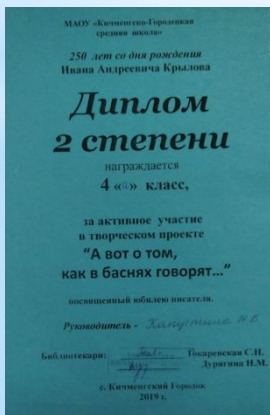 МАОУ «Кичменгско-Городецкая
средняя школа»
250 лет со дня рождения
Ивана Андреевича Крылова
Диплом
2 степени
награждается
4 «а» класс,
за активное участие
в творческом проекте
"А вот о том,
как в баснях говорят…"
посвященный юбилею писателя.
Руководитель -
Библиотекари: Токаревская С.Н.
Дурягина Н.М.
с. Кичменгский Городок
2019 г.